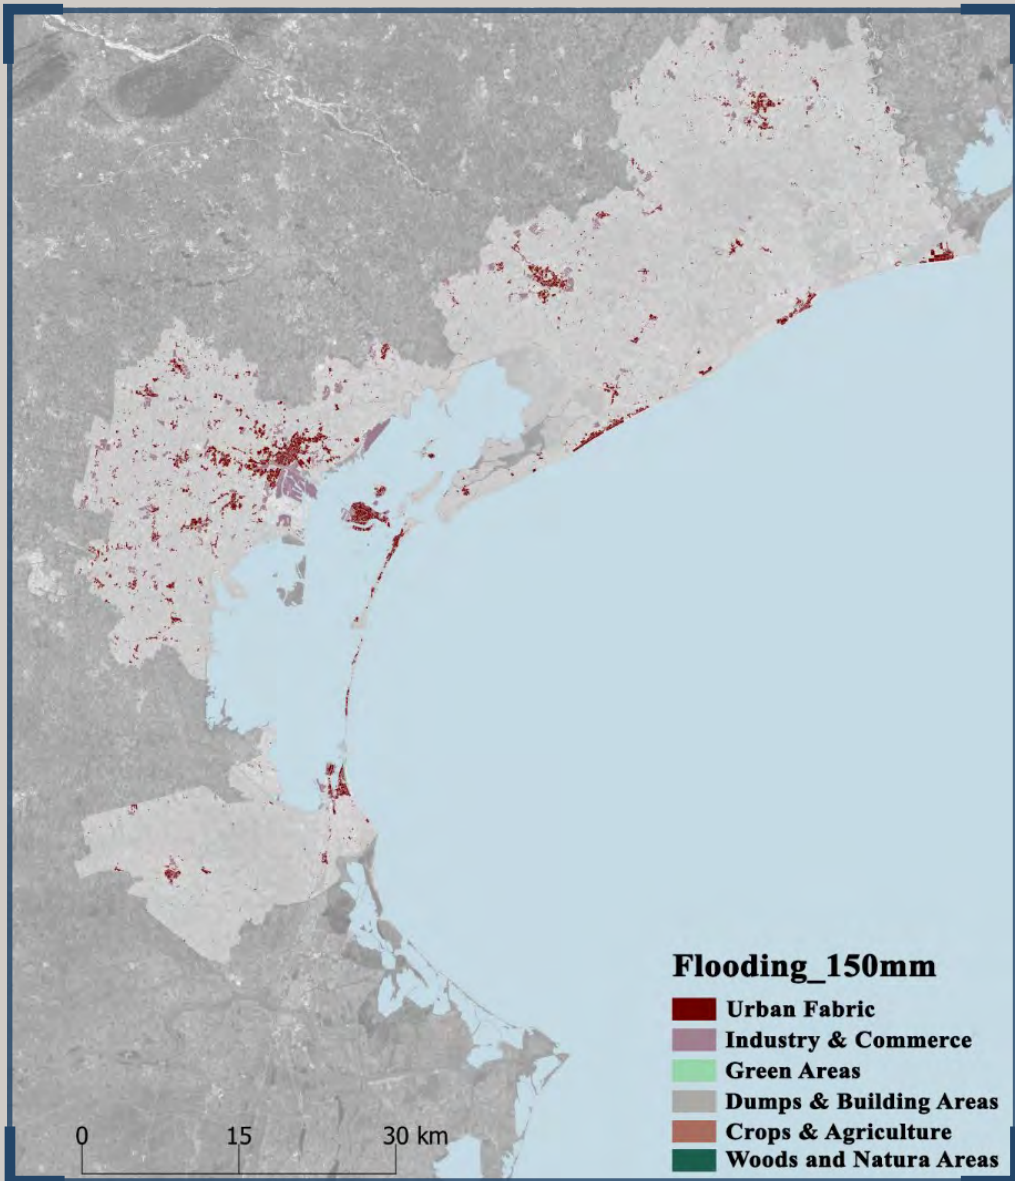 Flooding_150mm
Urban Fabric
Industry & Commerce
Green Areas
Dumps & Building Areas
Crops & Agriculture
Woods and Natura Areas
0 15 30 km